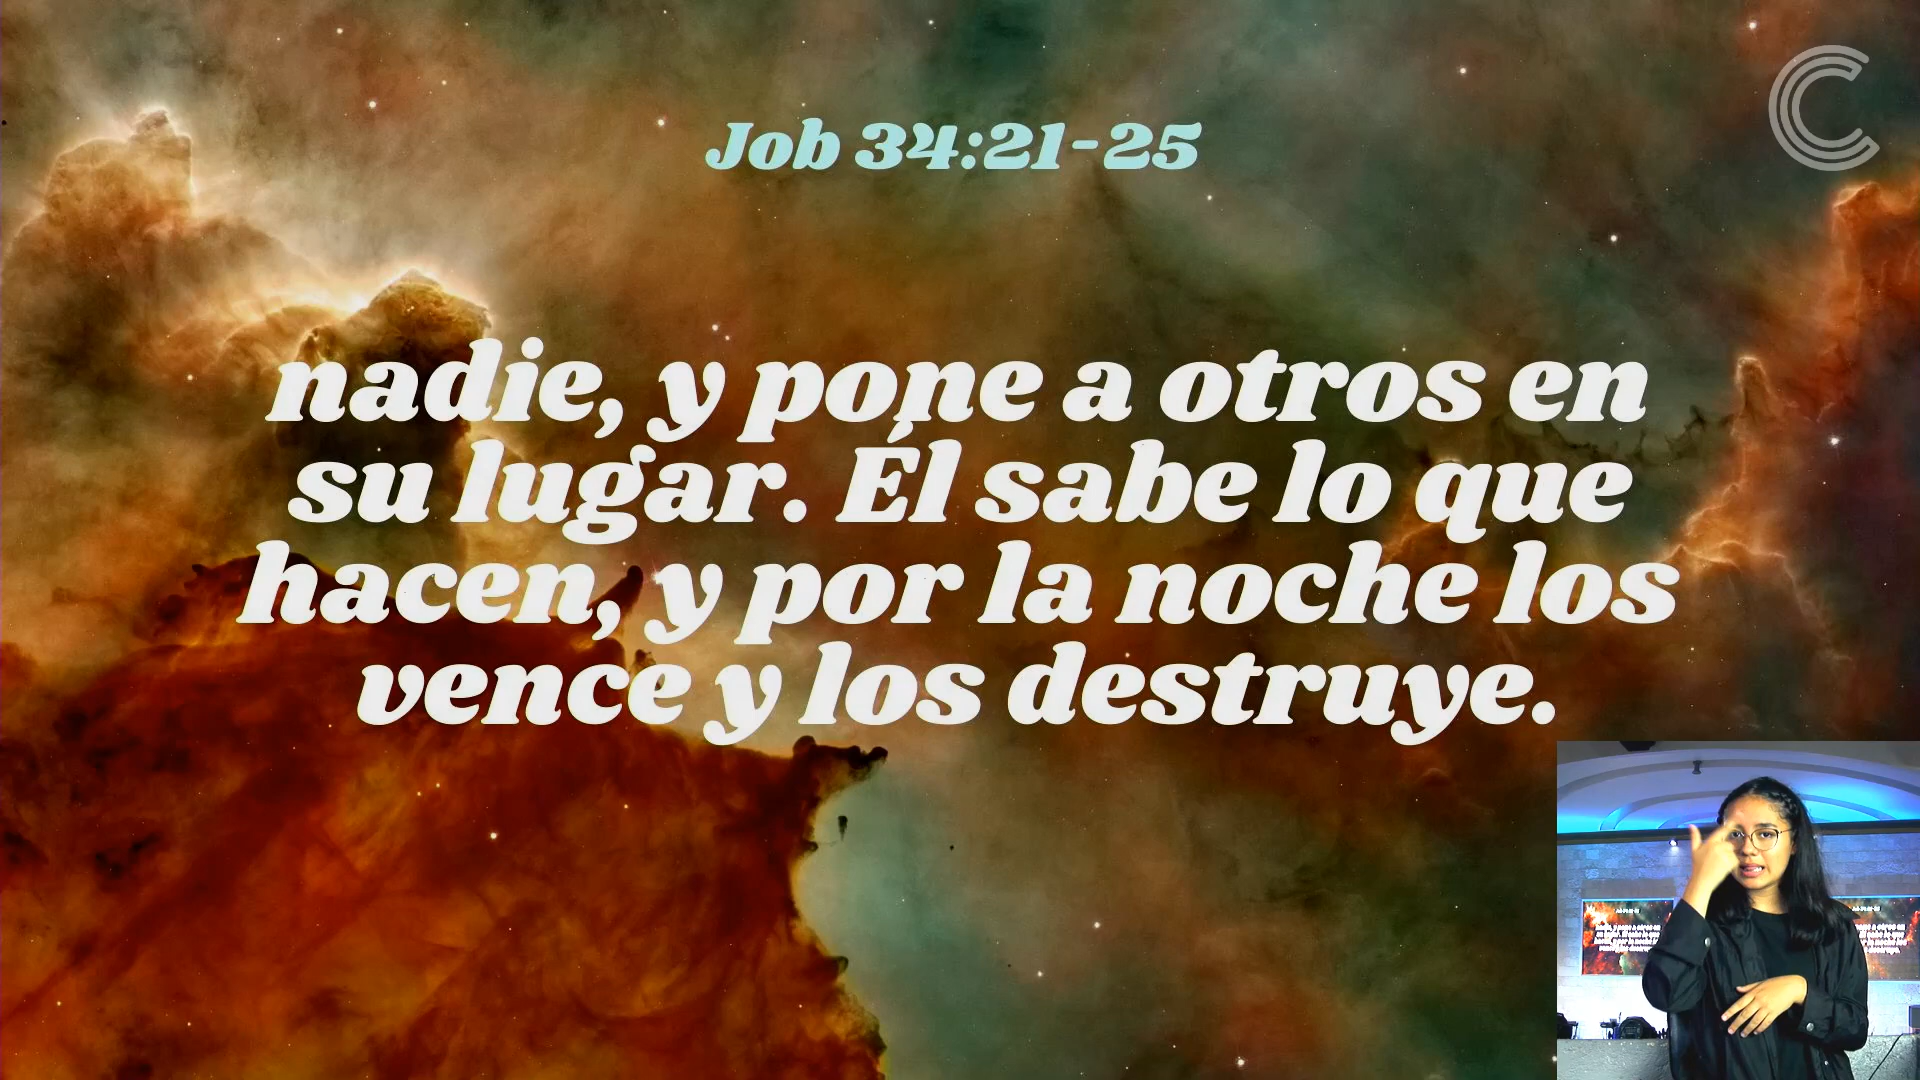 Job 34:21-25
nadie, y pone a otros en
su lugar. Él sabe lo que
hacen, y por la noche los
vence y los destruye.